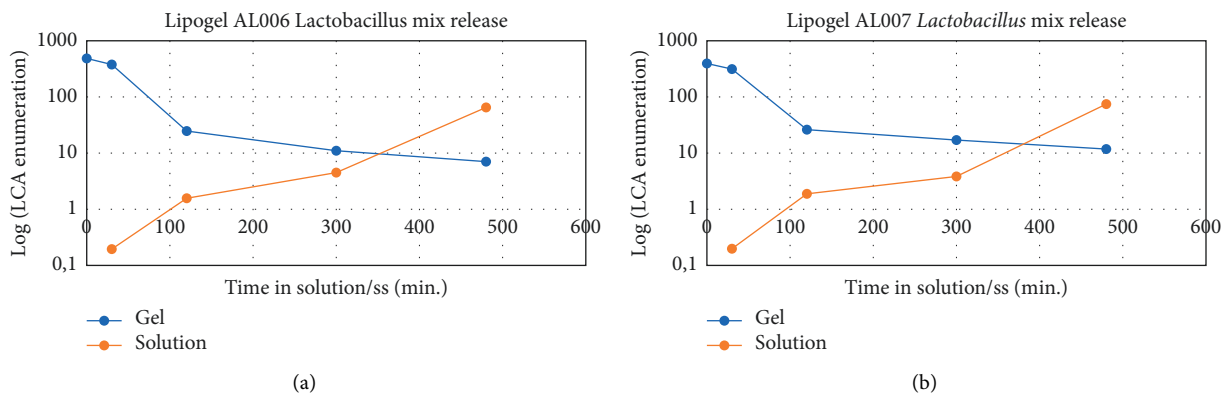 Lipogel AL006 Lactobacillus mix release
1000
100
10
1
0,1
0 100 200 300 400 500 600
Log (LCA enumeration)
Time in solution/ss (min.)
Gel
Solution
(a)
Lipogel AL007 Lactobacillus mix release
1000
100
10
1
0,1
0 100 200 300 400 500 600
Log (LCA enumeration)
Time in solution/ss (min.)
Gel
Solution
(b)